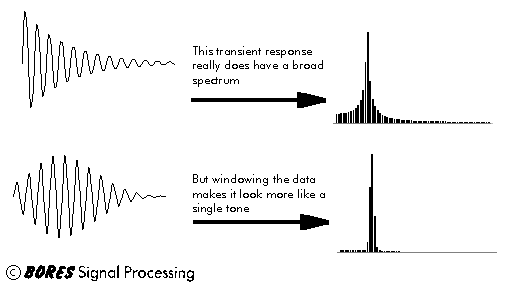 This transient response
really does have a broad
spectrum
But windowing the data
makes it look more like a
single tone
© BORES Signal Processing